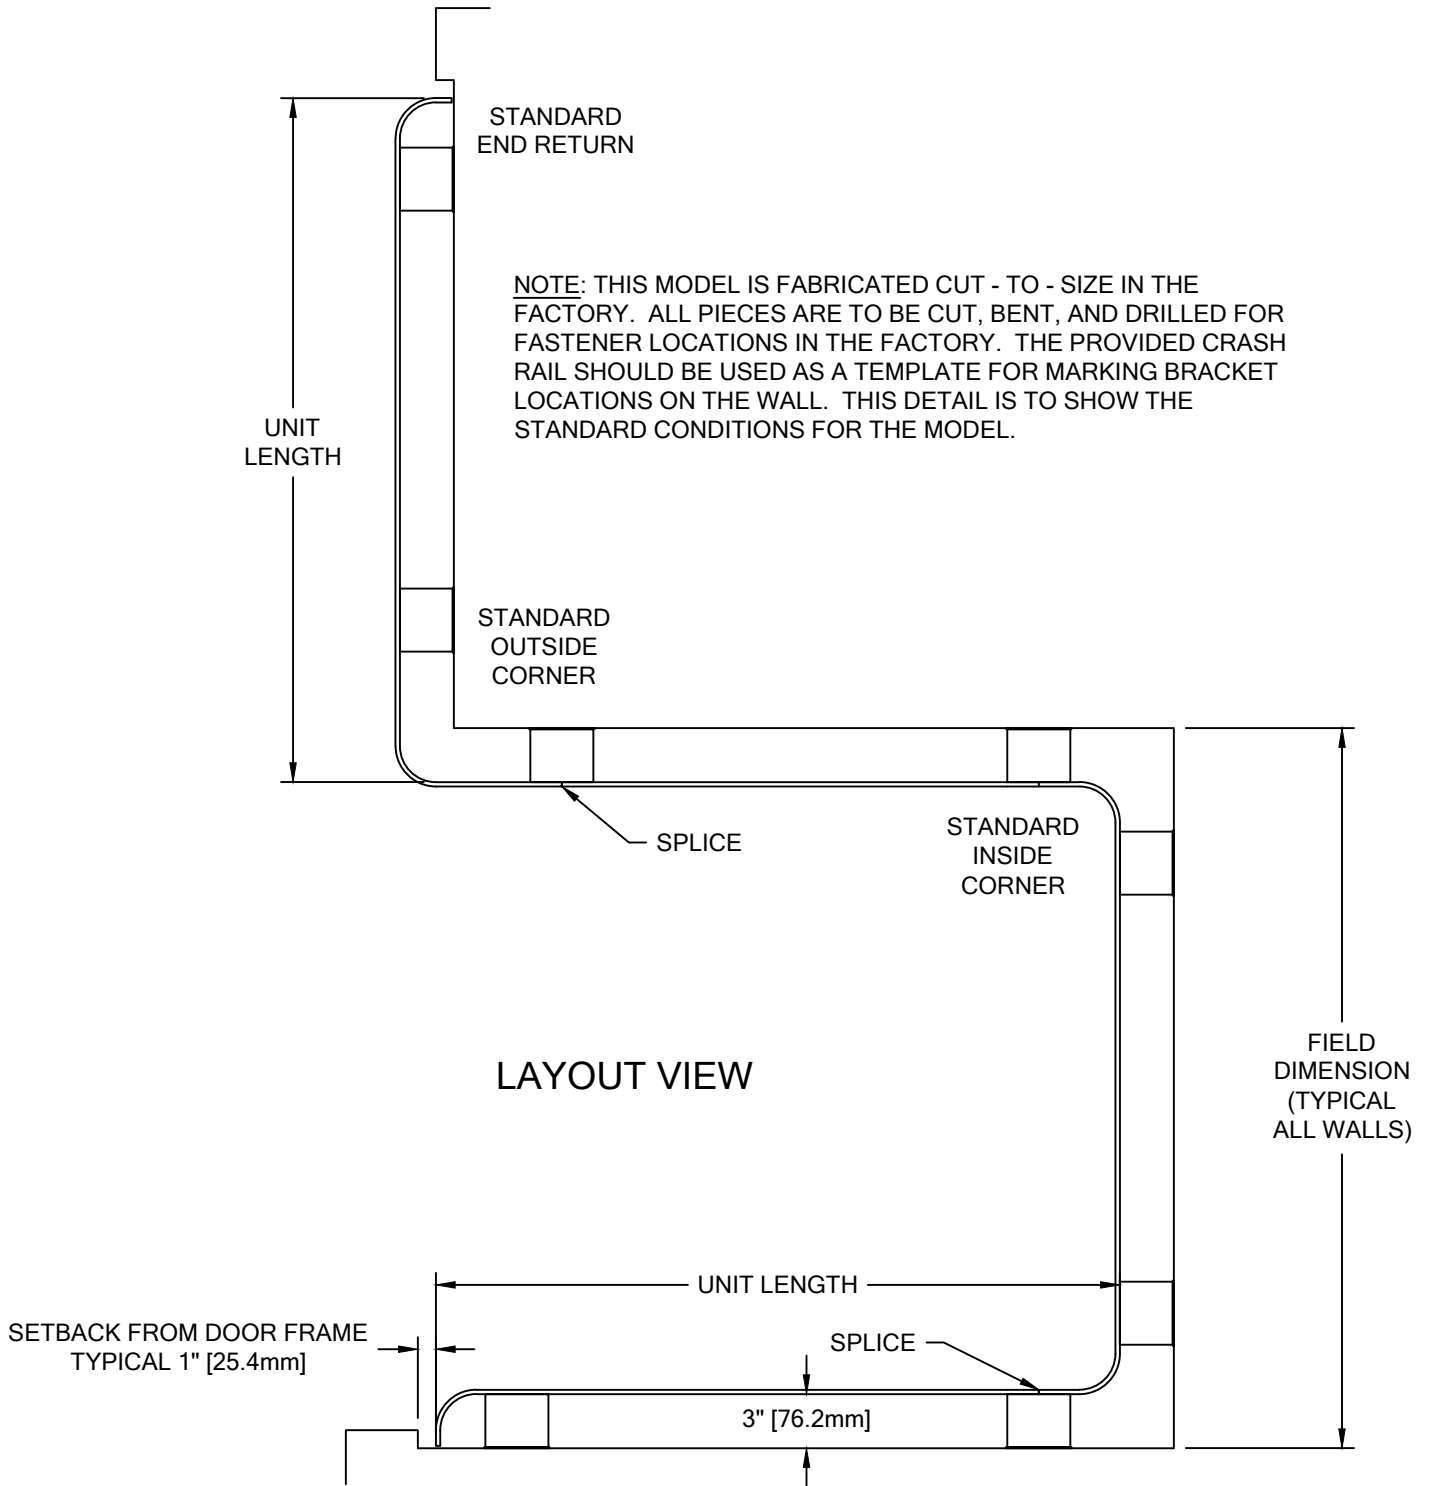 STANDARD
END RETURN
NOTE: THIS MODEL IS FABRICATED CUT - TO - SIZE IN THE
FACTORY.  ALL PIECES ARE TO BE CUT, BENT, AND DRILLED FOR
FASTENER LOCATIONS IN THE FACTORY.  THE PROVIDED CRASH
RAIL SHOULD BE USED AS A TEMPLATE FOR MARKING BRACKET
LOCATIONS ON THE WALL.  THIS DETAIL IS TO SHOW THE
STANDARD CONDITIONS FOR THE MODEL.
UNIT
LENGTH
STANDARD
OUTSIDE
CORNER
SPLICE
STANDARD
INSIDE
CORNER
LAYOUT VIEW
FIELD
DIMENSION
(TYPICAL
ALL WALLS)
UNIT LENGTH
SETBACK FROM DOOR FRAME
TYPICAL 1" [25.4mm]
SPLICE
3" [76.2mm]